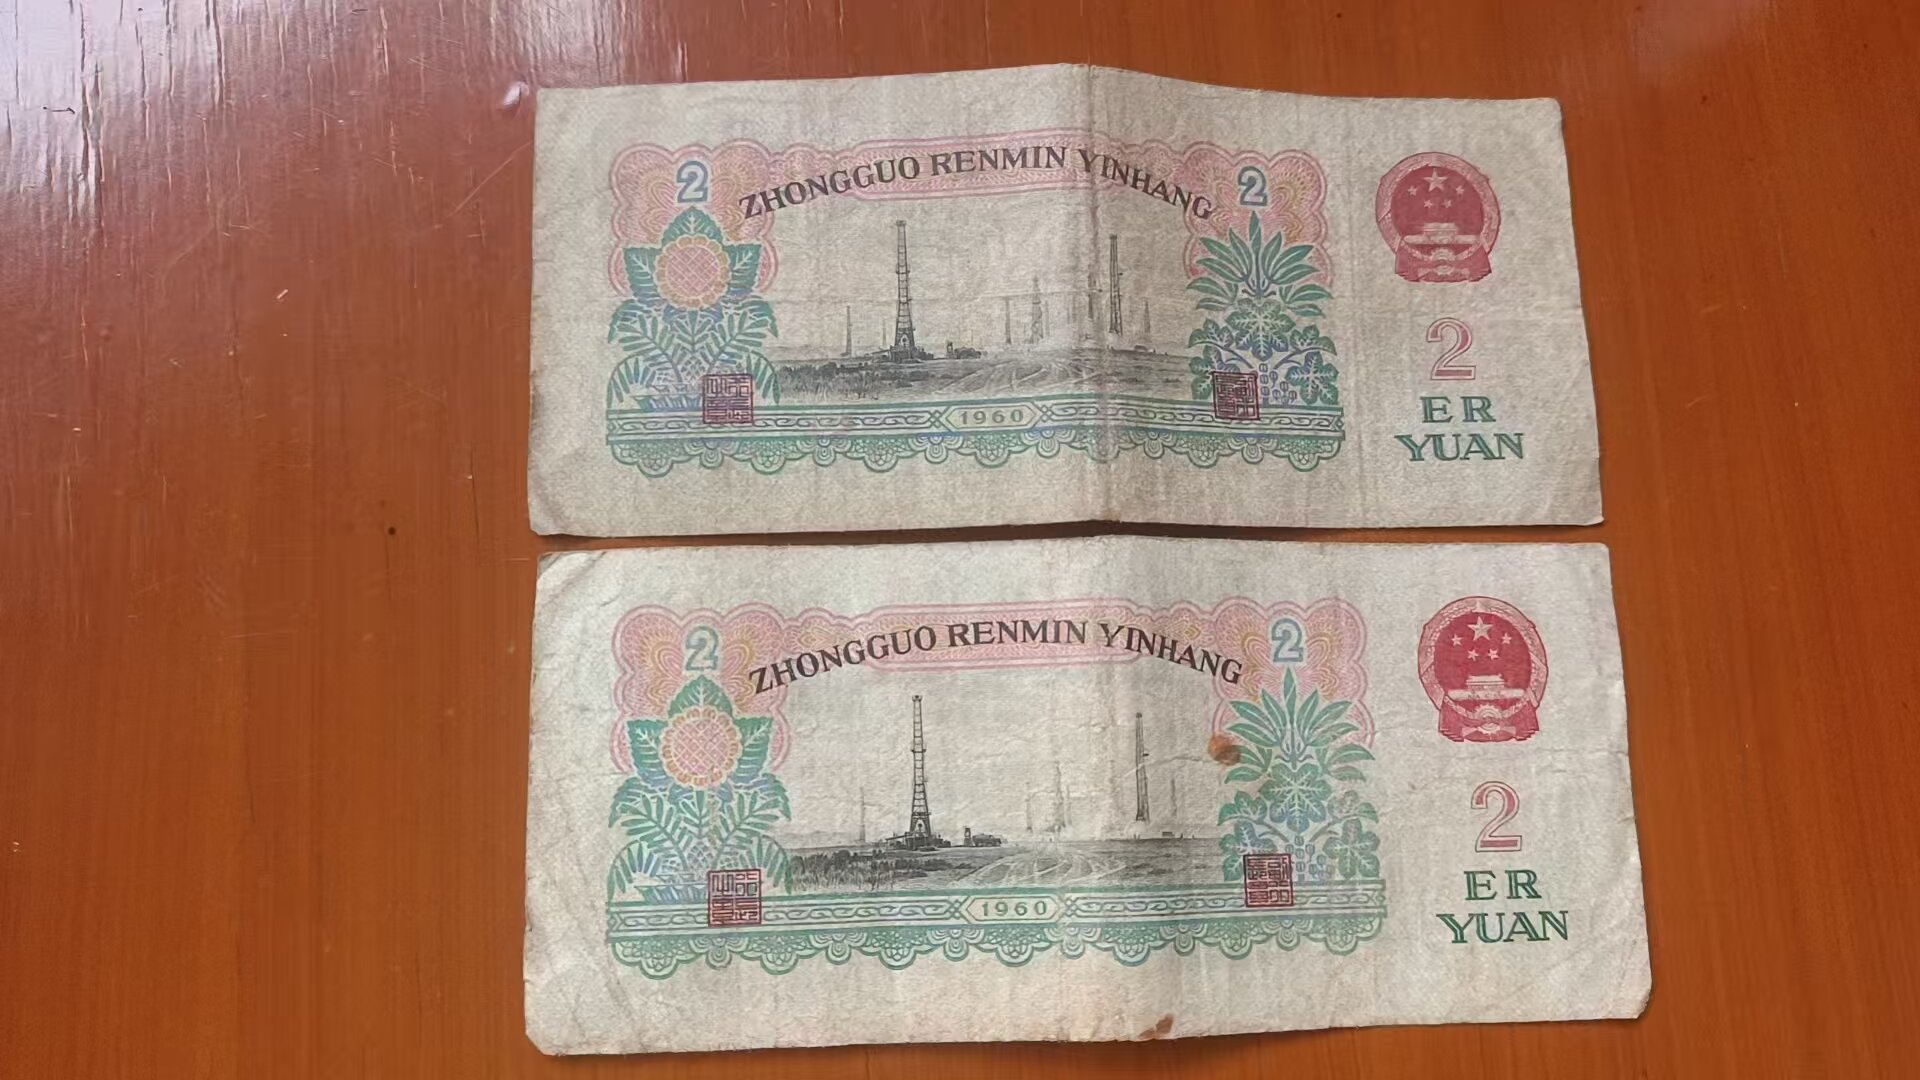 2
ZHONGGUO RENMIN YINHANG
2
1960
2
ER
YUAN
2
ZHONGGUO RENMIN YINHANG
2
1960
2
ER
YUAN